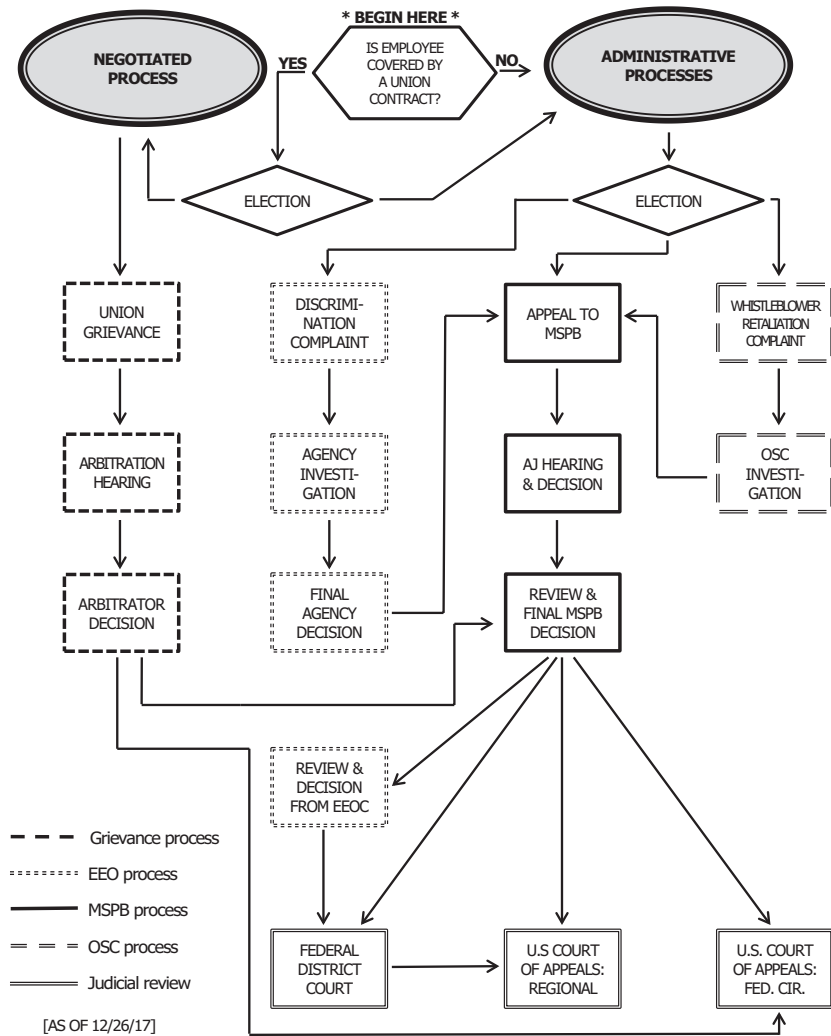 * BEGIN HERE *
NEGOTIATED
PROCESS
YES
IS EMPLOYEE
COVERED BY
A UNION
CONTRACT?
NO
ADMINISTRATIVE
PROCESSES
ELECTION
ELECTION
UNION
GRIEVANCE
DISCRIMI-
NATION
COMPLAINT
APPEAL TO
MSPB
WHISTLEBLOWER
RETALIATION
COMPLAINT
ARBITRATION
HEARING
AGENCY
INVESTI-
GATION
AJ HEARING
& DECISION
OSC
INVESTI-
GATION
ARBITRATOR
DECISION
FINAL
AGENCY
DECISION
REVIEW &
FINAL MSPB
DECISION
REVIEW &
DECISION
FROM EEOC
Grievance process
EEO process
MSPB process
OSC process
Judicial review
FEDERAL
DISTRICT
COURT
U.S COURT
OF APPEALS:
REGIONAL
U.S. COURT
OF APPEALS:
FED. CIR.
[AS OF 12/26/17]